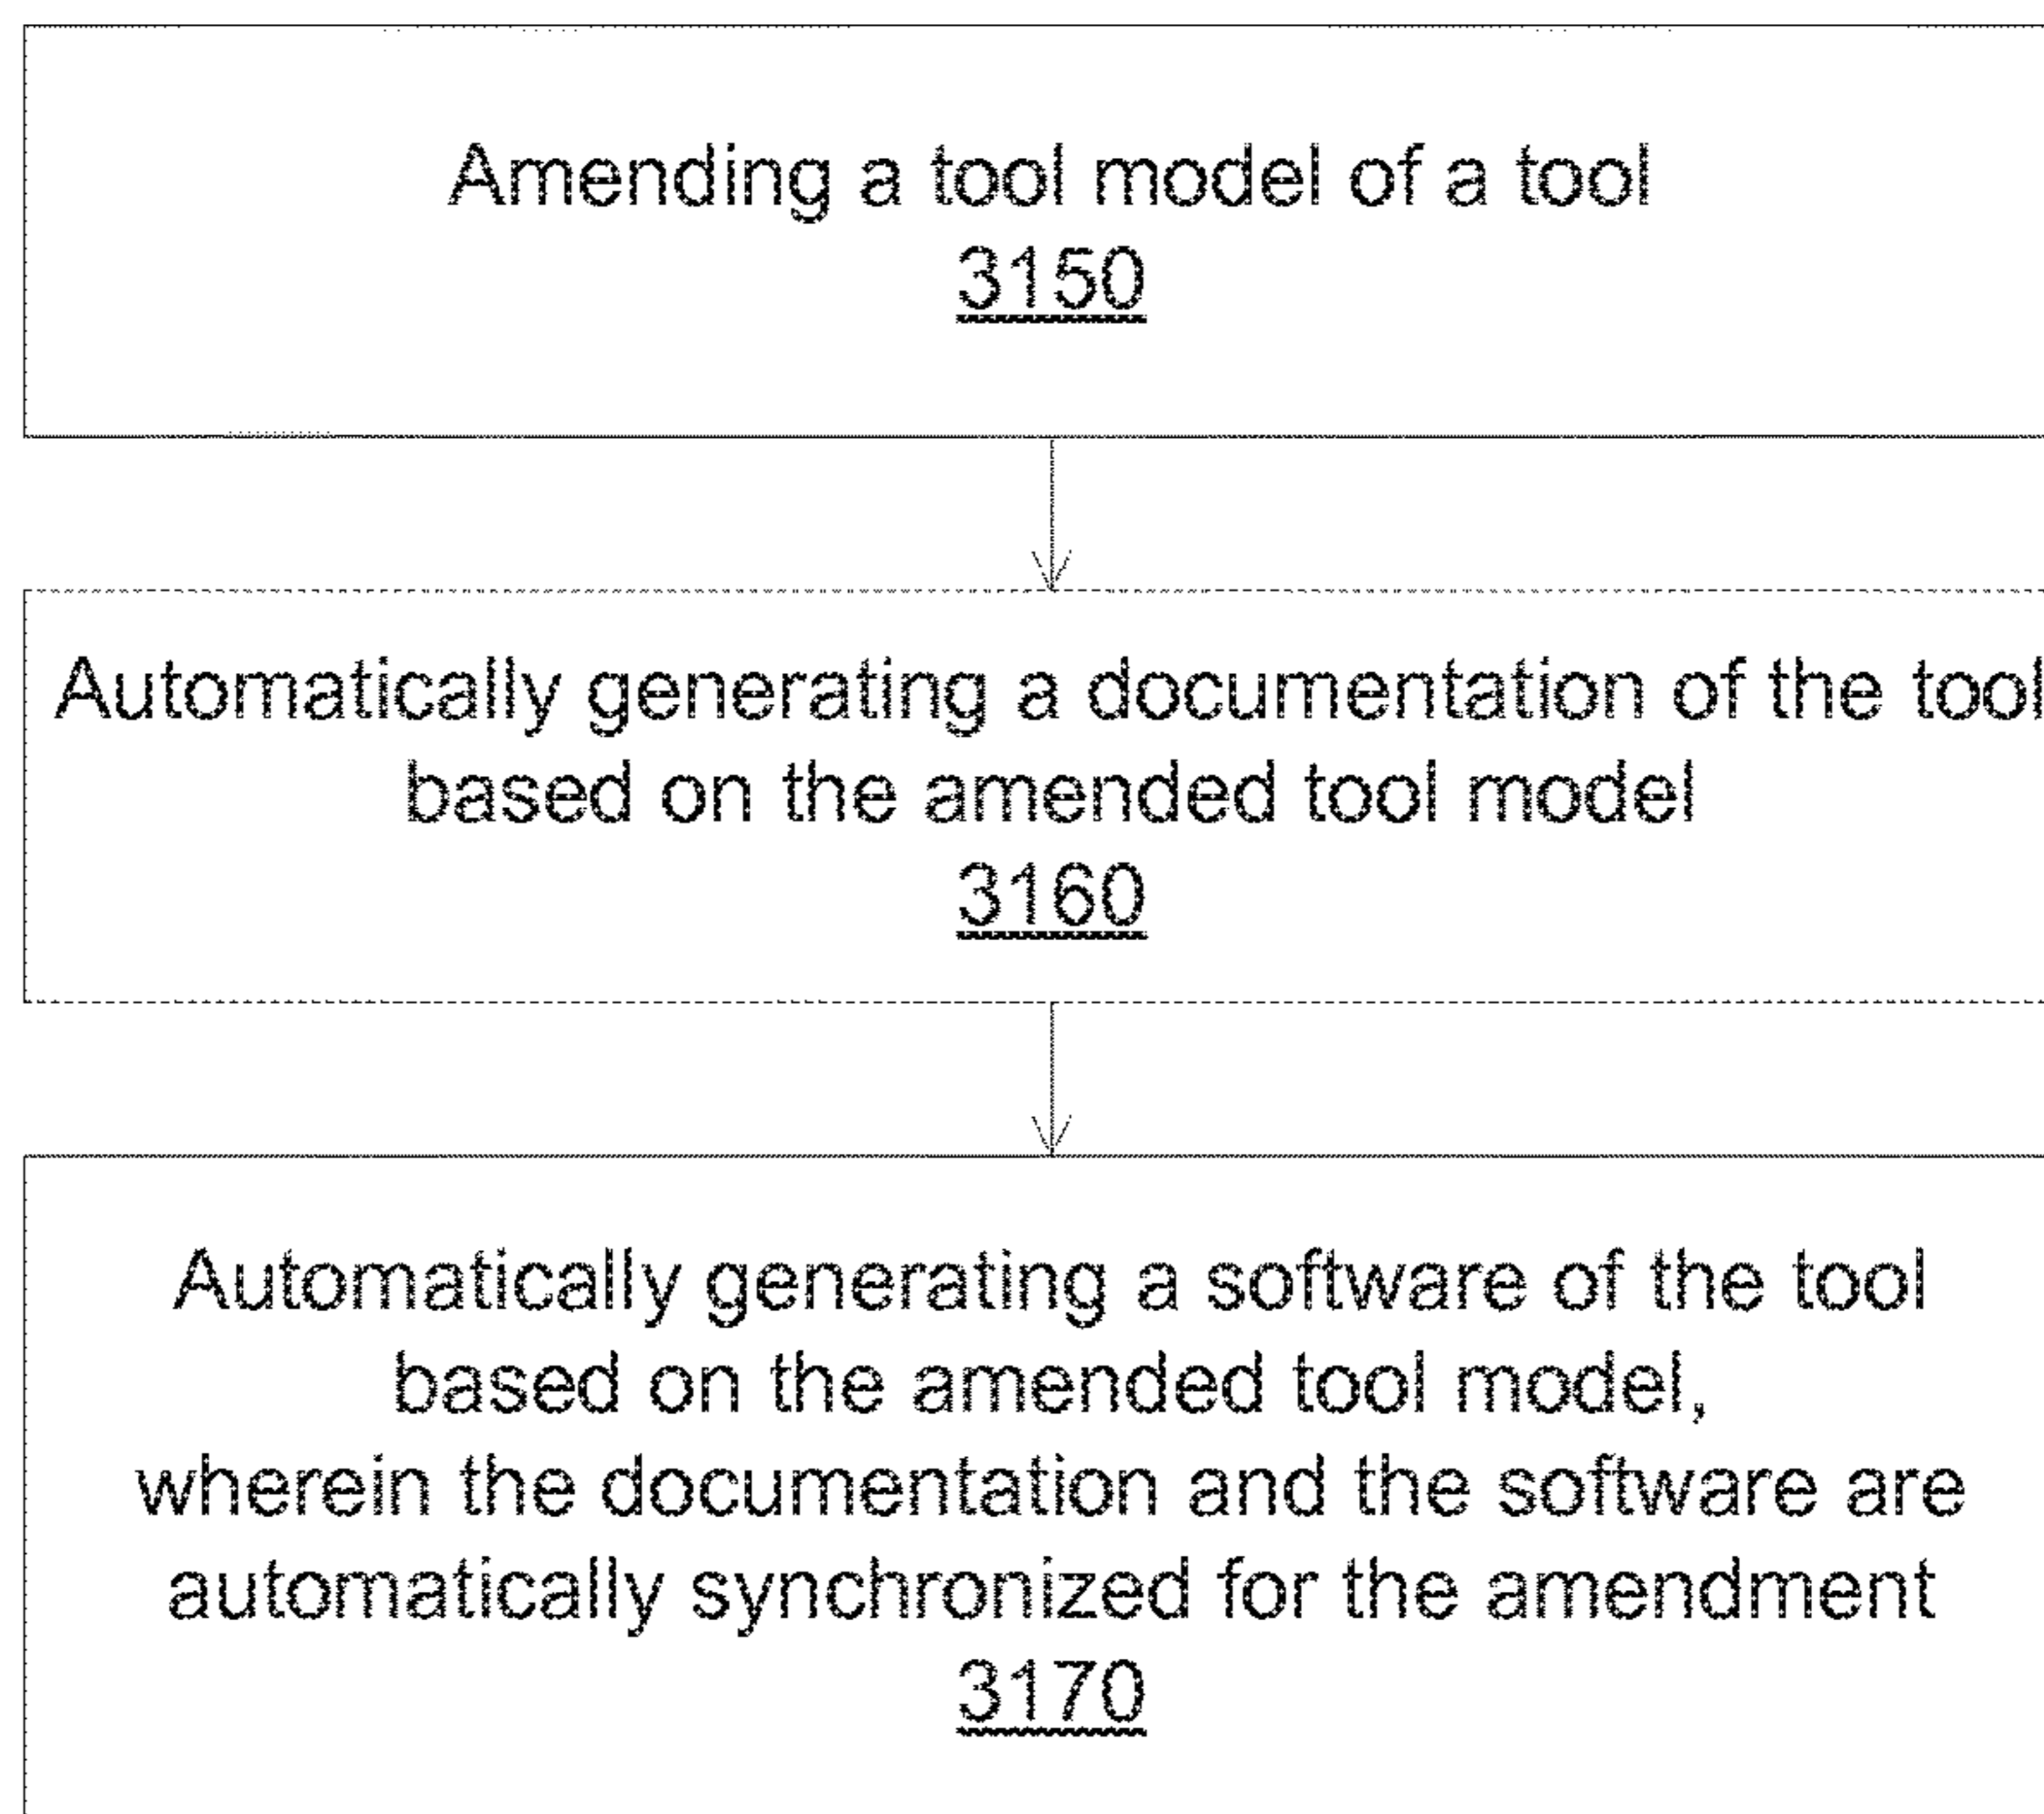 Amending a tool model of a tool
3150
Automatically generating a documentation of the tool
based on the amended tool model
3160
Automatically generating a software of the tool
based on the amended tool model,
wherein the documentation and the software are
automatically synchronized for the amendment
3170